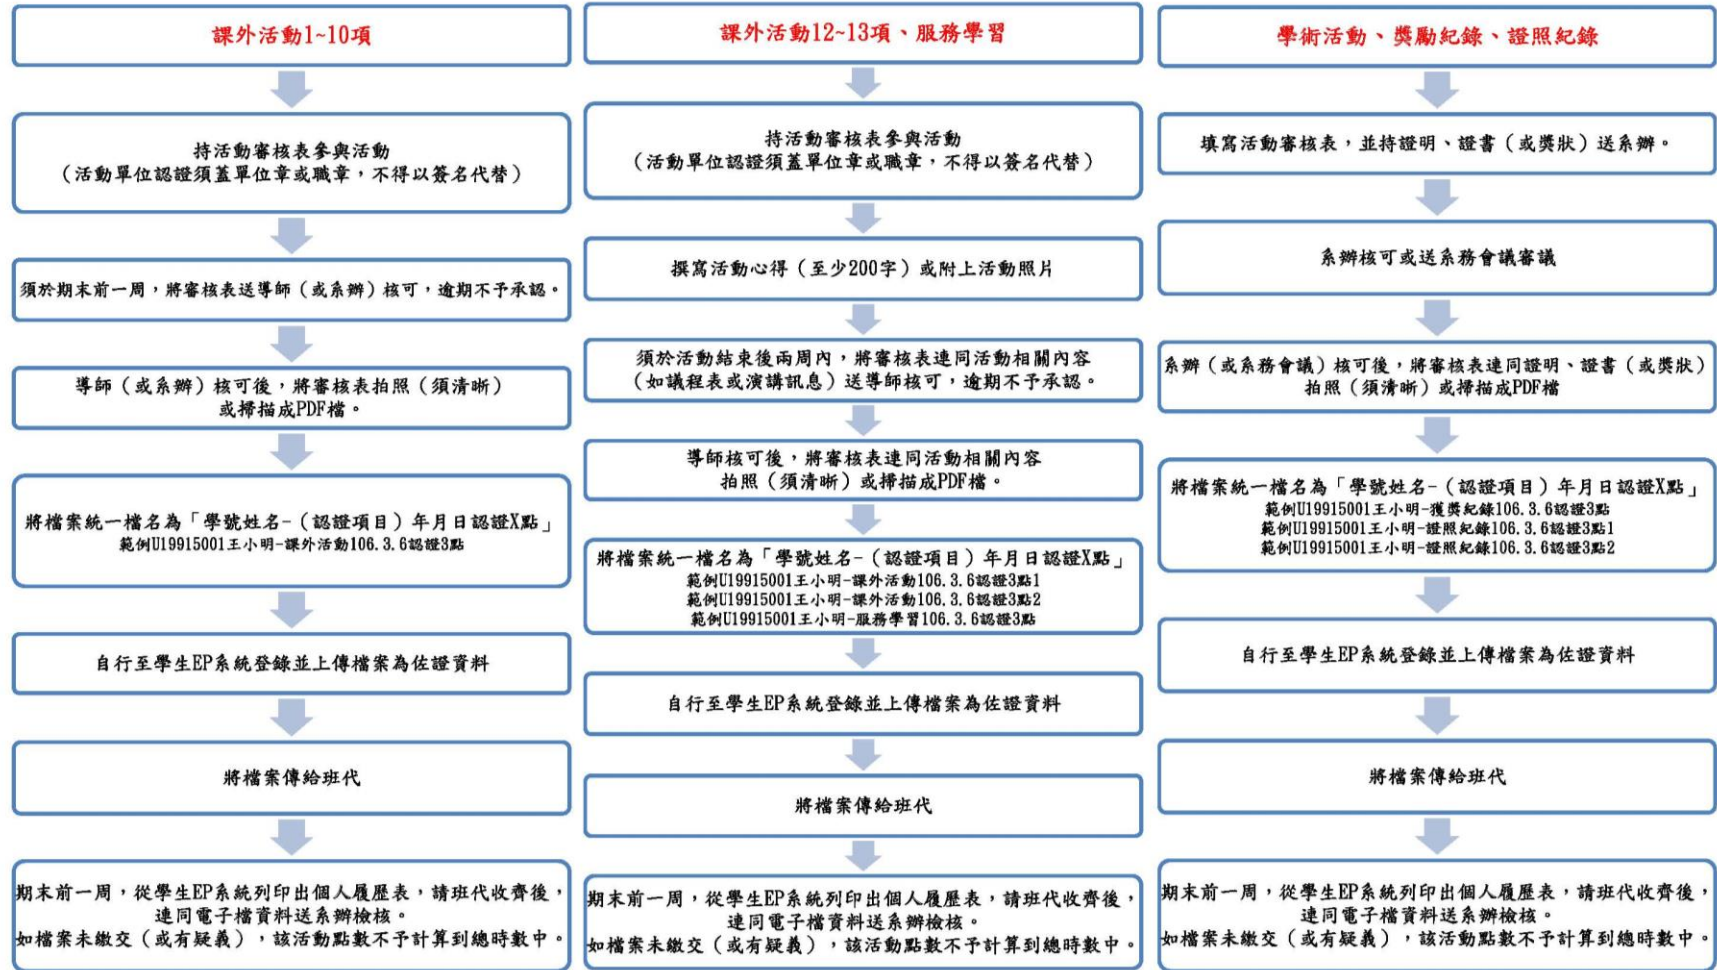 課外活動1~10項
持活動審核表參與活動
（活動單位認證須蓋單位章或職章，不得以簽名代替）
須於期末前一周，將審核表送導師（或系辦）核可，逾期不予承認。
導師（或系辦）核可後，將審核表拍照（須清晰）
或掃描成PDF檔。
將檔案統一檔名為「學號姓名-（認證項目）年月日認證X點」
範例U19915001王小明-課外活動106.3.6認證3點
自行至學生EP系統登錄並上傳檔案為佐證資料
將檔案傳給班代
期末前一周，從學生EP系統列印出個人履歷表，請班代收齊後，
連同電子檔資料送系辦檢核。
如檔案未繳交（或有疑義），該活動點數不予計算到總時數中。
課外活動12~13項、服務學習
持活動審核表參與活動
（活動單位認證須蓋單位章或職章，不得以簽名代替）
撰寫活動心得（至少200字）或附上活動照片
須於活動結束後兩周內，將審核表連同活動相關內容
（如議程表或演講訊息）送導師核可，逾期不予承認。
導師核可後，將審核表連同活動相關內容
拍照（須清晰）或掃描成PDF檔。
將檔案統一檔名為「學號姓名-（認證項目）年月日認證X點」
範例U19915001王小明-課外活動106.3.6認證3點1
範例U19915001王小明-課外活動106.3.6認證3點2
範例U19915001王小明-服務學習106.3.6認證3點
自行至學生EP系統登錄並上傳檔案為佐證資料
將檔案傳給班代
期末前一周，從學生EP系統列印出個人履歷表，請班代收齊後，
連同電子檔資料送系辦檢核。
如檔案未繳交（或有疑義），該活動點數不予計算到總時數中。
學術活動、獎勵紀錄、證照紀錄
填寫活動審核表，並持證明、證書（或獎狀）送系辦。
系辦核可或送系務會議審議
系辦（或系務會議）核可後，將審核表連同證明、證書（或獎狀）
拍照（須清晰）或掃描成PDF檔
將檔案統一檔名為「學號姓名-（認證項目）年月日認證X點」
範例U19915001王小明-獲獎紀錄106.3.6認證3點
範例U19915001王小明-證照紀錄106.3.6認證3點1
範例U19915001王小明-證照紀錄106.3.6認證3點2
自行至學生EP系統登錄並上傳檔案為佐證資料
將檔案傳給班代
期末前一周，從學生EP系統列印出個人履歷表，請班代收齊後，
連同電子檔資料送系辦檢核。
如檔案未繳交（或有疑義），該活動點數不予計算到總時數中。